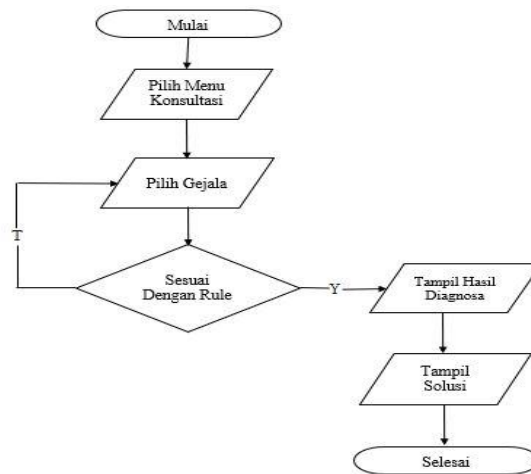 Mulai
Pilih Menu
Konsultasi
Pilih Gejala
T
Sesuai
Dengan Rule
Y
Tampil Hasil
Diagnosa
Tampil
Solusi
Selesai